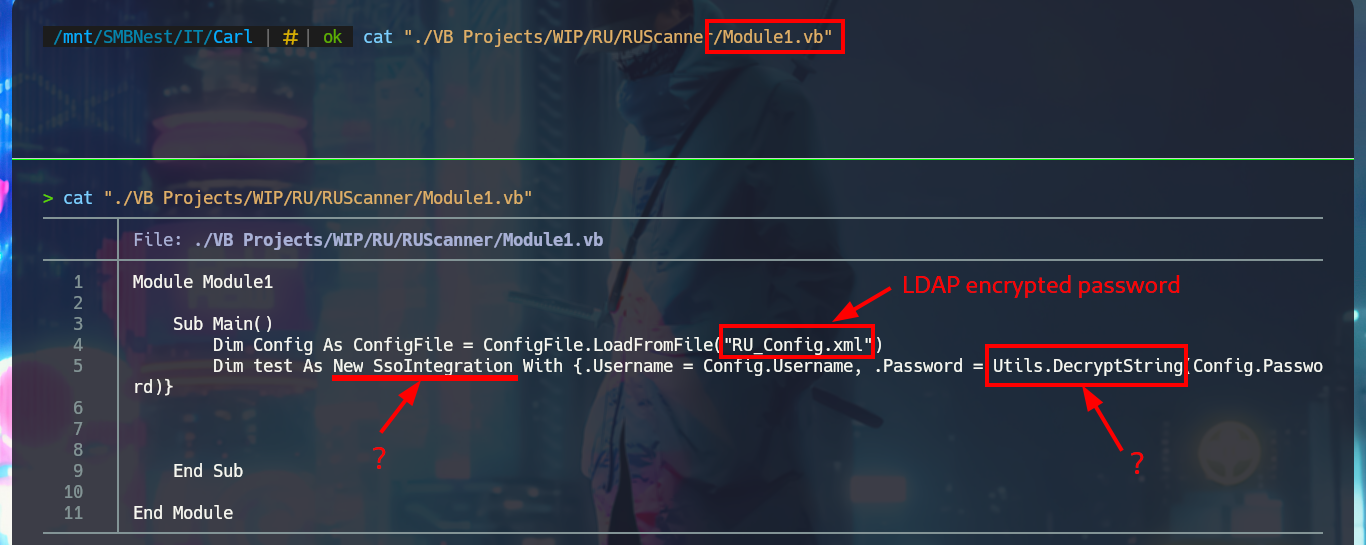 /mnt/SMBNest/IT/Carl | # | ok cat "./VB Projects/WIP/RU/RUScanner/Module1.vb"
> cat "./VB Projects/WIP/RU/RUScanner/Module1.vb"
File: ./VB Projects/WIP/RU/RUScanner/Module1.vb
1 Module Module1
2
LDAP encrypted password
3 Sub Main()
4 Dim Config As ConfigFile = ConfigFile.LoadFromFile("RU_Config.xml")
5 Dim test As New SsoIntegration With {.Username = Config.Username, .Password = Utils.DecryptString(Config.Passwo
rd)}
6
7
?
?
8
9 End Sub
10
11 End Module